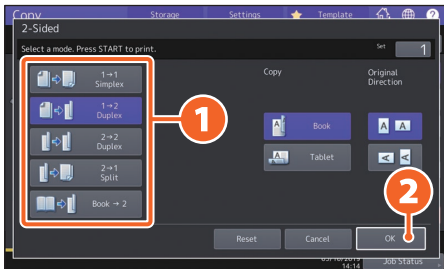 Copy Storage Settings Template
2-Sided
Select a mode. Press START to print.
Set 1
1→1
Simplex
1→2
Duplex
2→2
Duplex
2→1
Split
Book → 2
1
Copy
Book
Tablet
Original
Direction
A A
2
Reset Cancel OK
14:14 Job Status